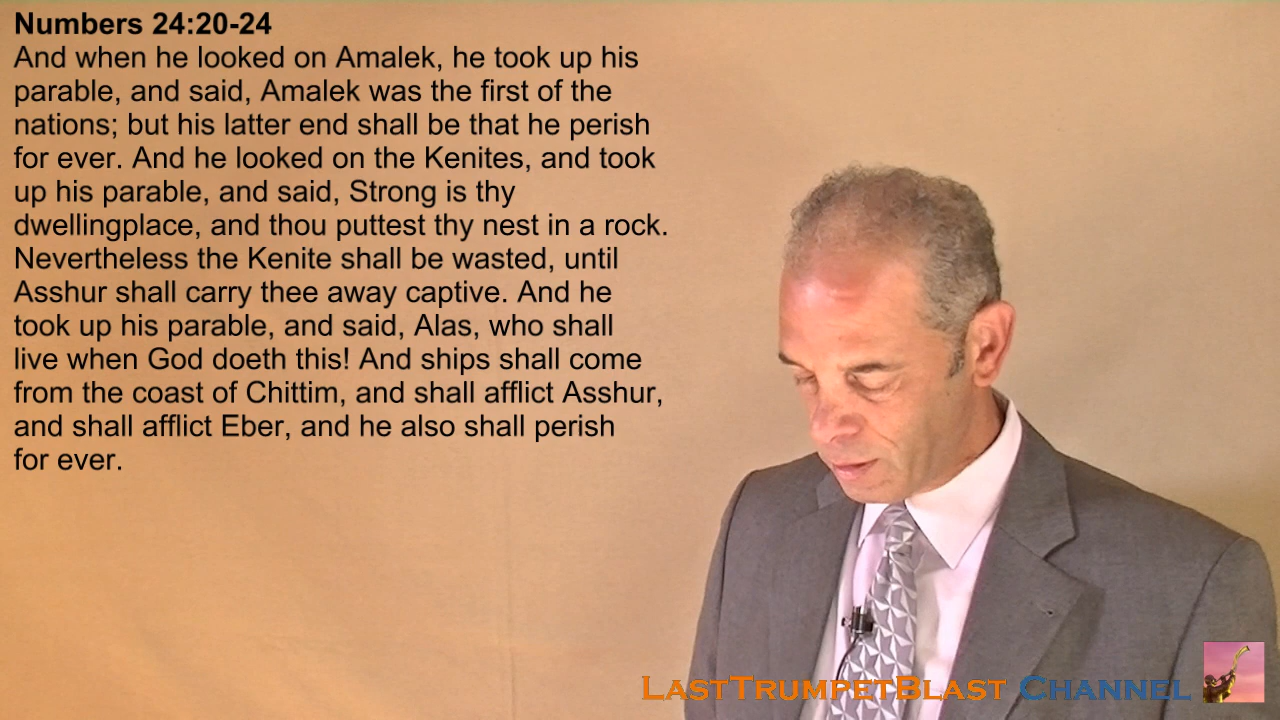 Numbers 24:20-24
And when he looked on Amalek, he took up his
parable, and said, Amalek was the first of the
nations; but his latter end shall be that he perish
for ever. And he looked on the Kenites, and took
up his parable, and said, Strong is thy
dwellingplace, and thou puttest thy nest in a rock.
Nevertheless the Kenite shall be wasted, until
Asshur shall carry thee away captive. And he
took up his parable, and said, Alas, who shall
live when God doeth this! And ships shall come
from the coast of Chittim, and shall afflict Asshur,
and shall afflict Eber, and he also shall perish
for ever.
LastTrumpetBlast Channel